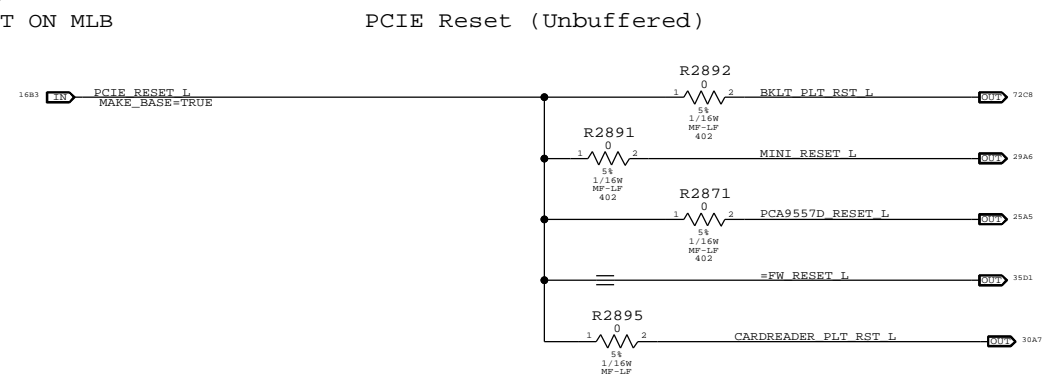 T ON MLB
PCIE Reset (Unbuffered)
R2892
0
16B3 IN PCIE_RESET_L
MAKE_BASE=TRUE
1 2 BKLT_PLT_RST_L OUT 72C8
5%
1/16W
MF-LF
402
R2891
0
1 2 MINI_RESET_L OUT 29A6
5%
1/16W
MF-LF
402
R2871
0
1 2 PCA9557D_RESET_L OUT 25A5
5%
1/16W
MF-LF
402
=FW_RESET_L OUT 35D1
R2895
0
1 2 CARDREADER_PLT_RST_L OUT 30A7
5%
1/16W
MF-LF